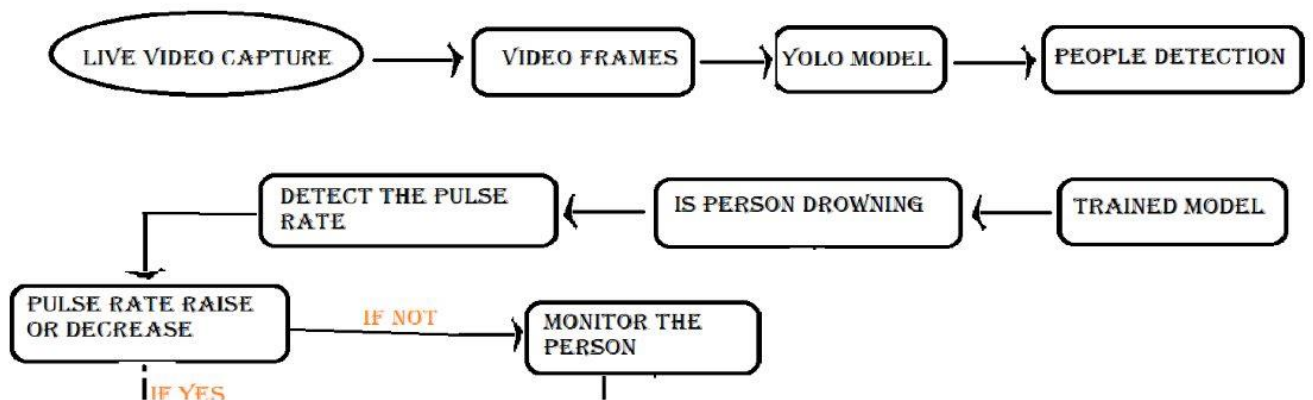 LIVE VIDEO CAPTURE
VIDEO FRAMES
YOLO MODEL
PEOPLE DETECTION
DETECT THE PULSE
RATE
IS PERSON DROWNING
TRAINED MODEL
PULSE RATE RAISE
OR DECREASE
IF NOT
MONITOR THE
PERSON
IF YES